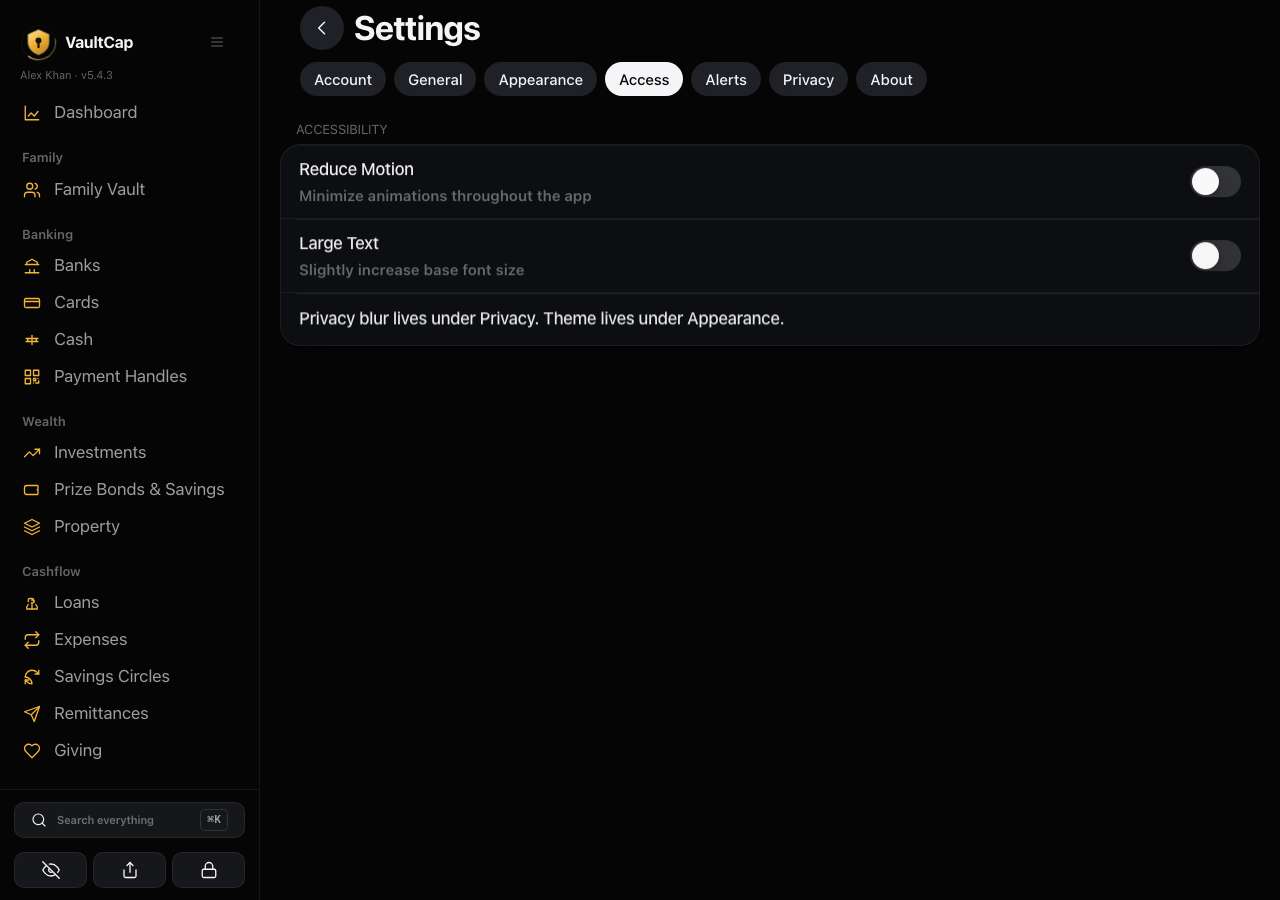 VaultCap
Alex Khan · v5.4.3
Dashboard
Family
Family Vault
Banking
Banks
Cards
Cash
Payment Handles
Wealth
Investments
Prize Bonds & Savings
Property
Cashflow
Loans
Expenses
Savings Circles
Remittances
Giving
Search everything ⌘K
Settings
Account General Appearance Access Alerts Privacy About
ACCESSIBILITY
Reduce Motion
Minimize animations throughout the app
Large Text
Slightly increase base font size
Privacy blur lives under Privacy. Theme lives under Appearance.